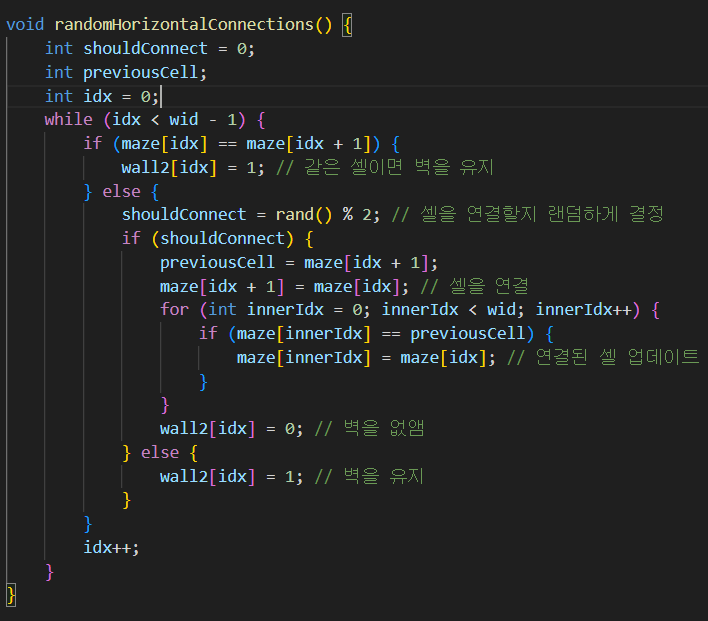 void randomHorizontalConnections() {
    int shouldConnect = 0;
    int previousCell;
    int idx = 0;
    while (idx < wid - 1) {
        if (maze[idx] == maze[idx + 1]) {
            wall2[idx] = 1; // 같은 셀이면 벽을 유지
        } else {
            shouldConnect = rand() % 2; // 셀을 연결할지 랜덤하게 결정
            if (shouldConnect) {
                previousCell = maze[idx + 1];
                maze[idx + 1] = maze[idx]; // 셀을 연결
                for (int innerIdx = 0; innerIdx < wid; innerIdx++) {
                    if (maze[innerIdx] == previousCell) {
                        maze[innerIdx] = maze[idx]; // 연결된 셀 업데이트
                    }
                }
                wall2[idx] = 0; // 벽을 없앰
            } else {
                wall2[idx] = 1; // 벽을 유지
            }
        }
        idx++;
    }
}